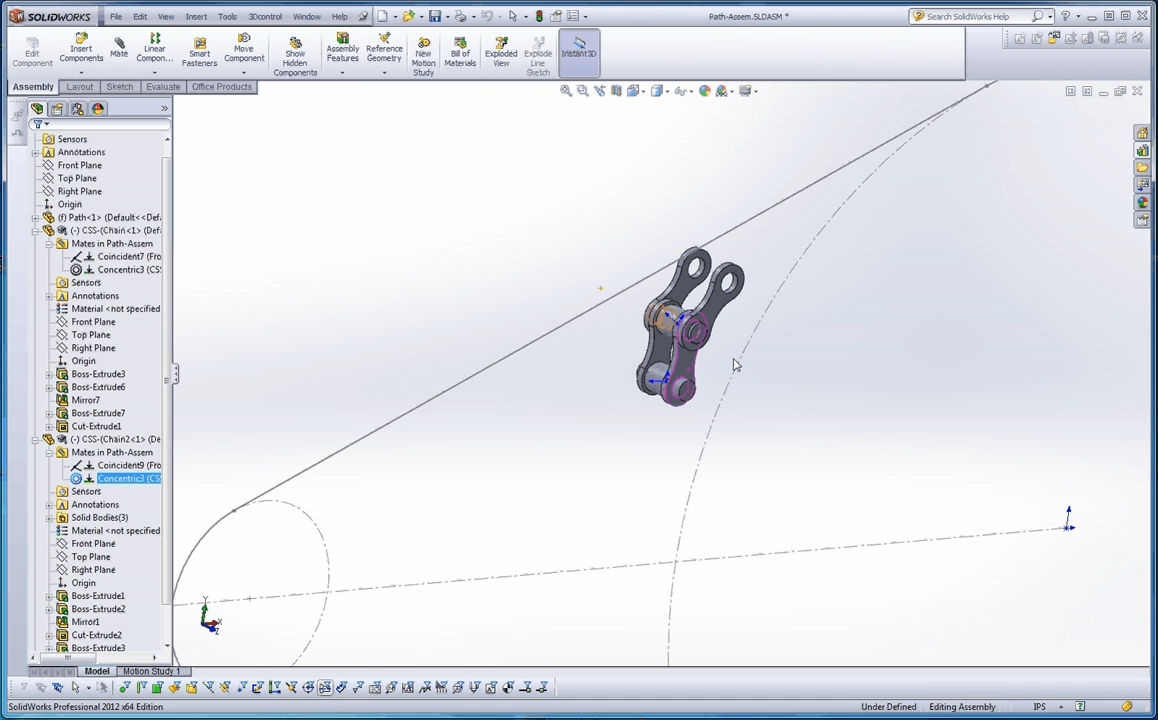 SOLIDWORKS File Edit View Insert Tools 3Dcontrol Window Help Path-Assem.SLDASM * Search SolidWorks Help
Edit Component
Insert Components
Mate
Linear Compon...
Smart Fasteners
Move Component
Show Hidden Components
Assembly Features
Reference Geometry
New Motion Study
Bill of Materials
Exploded View
Explode Line Sketch
Instant3D
Assembly Layout Sketch Evaluate Office Products
Sensors
Annotations
Front Plane
Top Plane
Right Plane
Origin
(f) Path<1> (Default<<Def
(-) CSS-(Chain<1> (Def
Mates in Path-Assem
Coincident7 (Fro
Concentric3 (CS
Sensors
Annotations
Material <not specified
Front Plane
Top Plane
Right Plane
Origin
Boss-Extrude3
Boss-Extrude6
Mirror7
Boss-Extrude7
Cut-Extrude1
(-) CSS-(Chain2<1> (De
Mates in Path-Assem
Coincident9 (Fro
Concentric3 (CS
Sensors
Annotations
Solid Bodies(3)
Material <not specified
Front Plane
Top Plane
Right Plane
Origin
Boss-Extrude1
Boss-Extrude2
Mirror1
Cut-Extrude2
Boss-Extrude3
Y
X
Z
Model Motion Study 1
SolidWorks Professional 2012 x64 Edition Under Defined Editing Assembly IPS